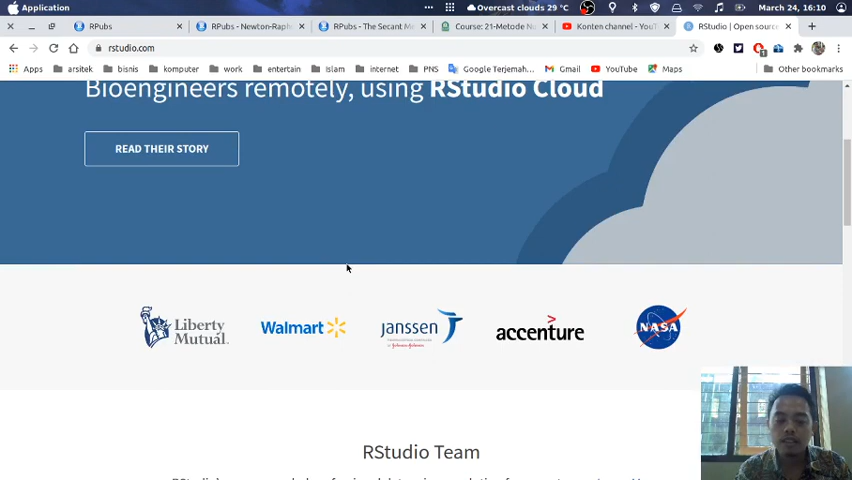 Application
Overcast clouds 29 °C
March 24, 16:10
RPubs
RPubs - Newton-Raph
RPubs - The Secant Me
Course: 21-Metode Nu
Konten channel - YouT
RStudio | Open source
rstudio.com
Apps
arsitek
bisnis
komputer
work
entertain
islam
internet
PNS
Google Terjemah...
Gmail
YouTube
Maps
Other bookmarks
Bioengineers remotely, using RStudio Cloud
READ THEIR STORY
Liberty
Mutual.
Walmart
janssen
accenture
NASA
RStudio Team